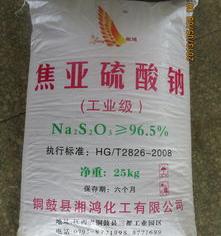 焦亚硫酸钠
(工业级)
Na₂S₂O₃≥96.5%
执行标准: HG/T2826-2008
净重: 25kg
保存期: 六个月
铜鼓县湘鸿化工有限公司